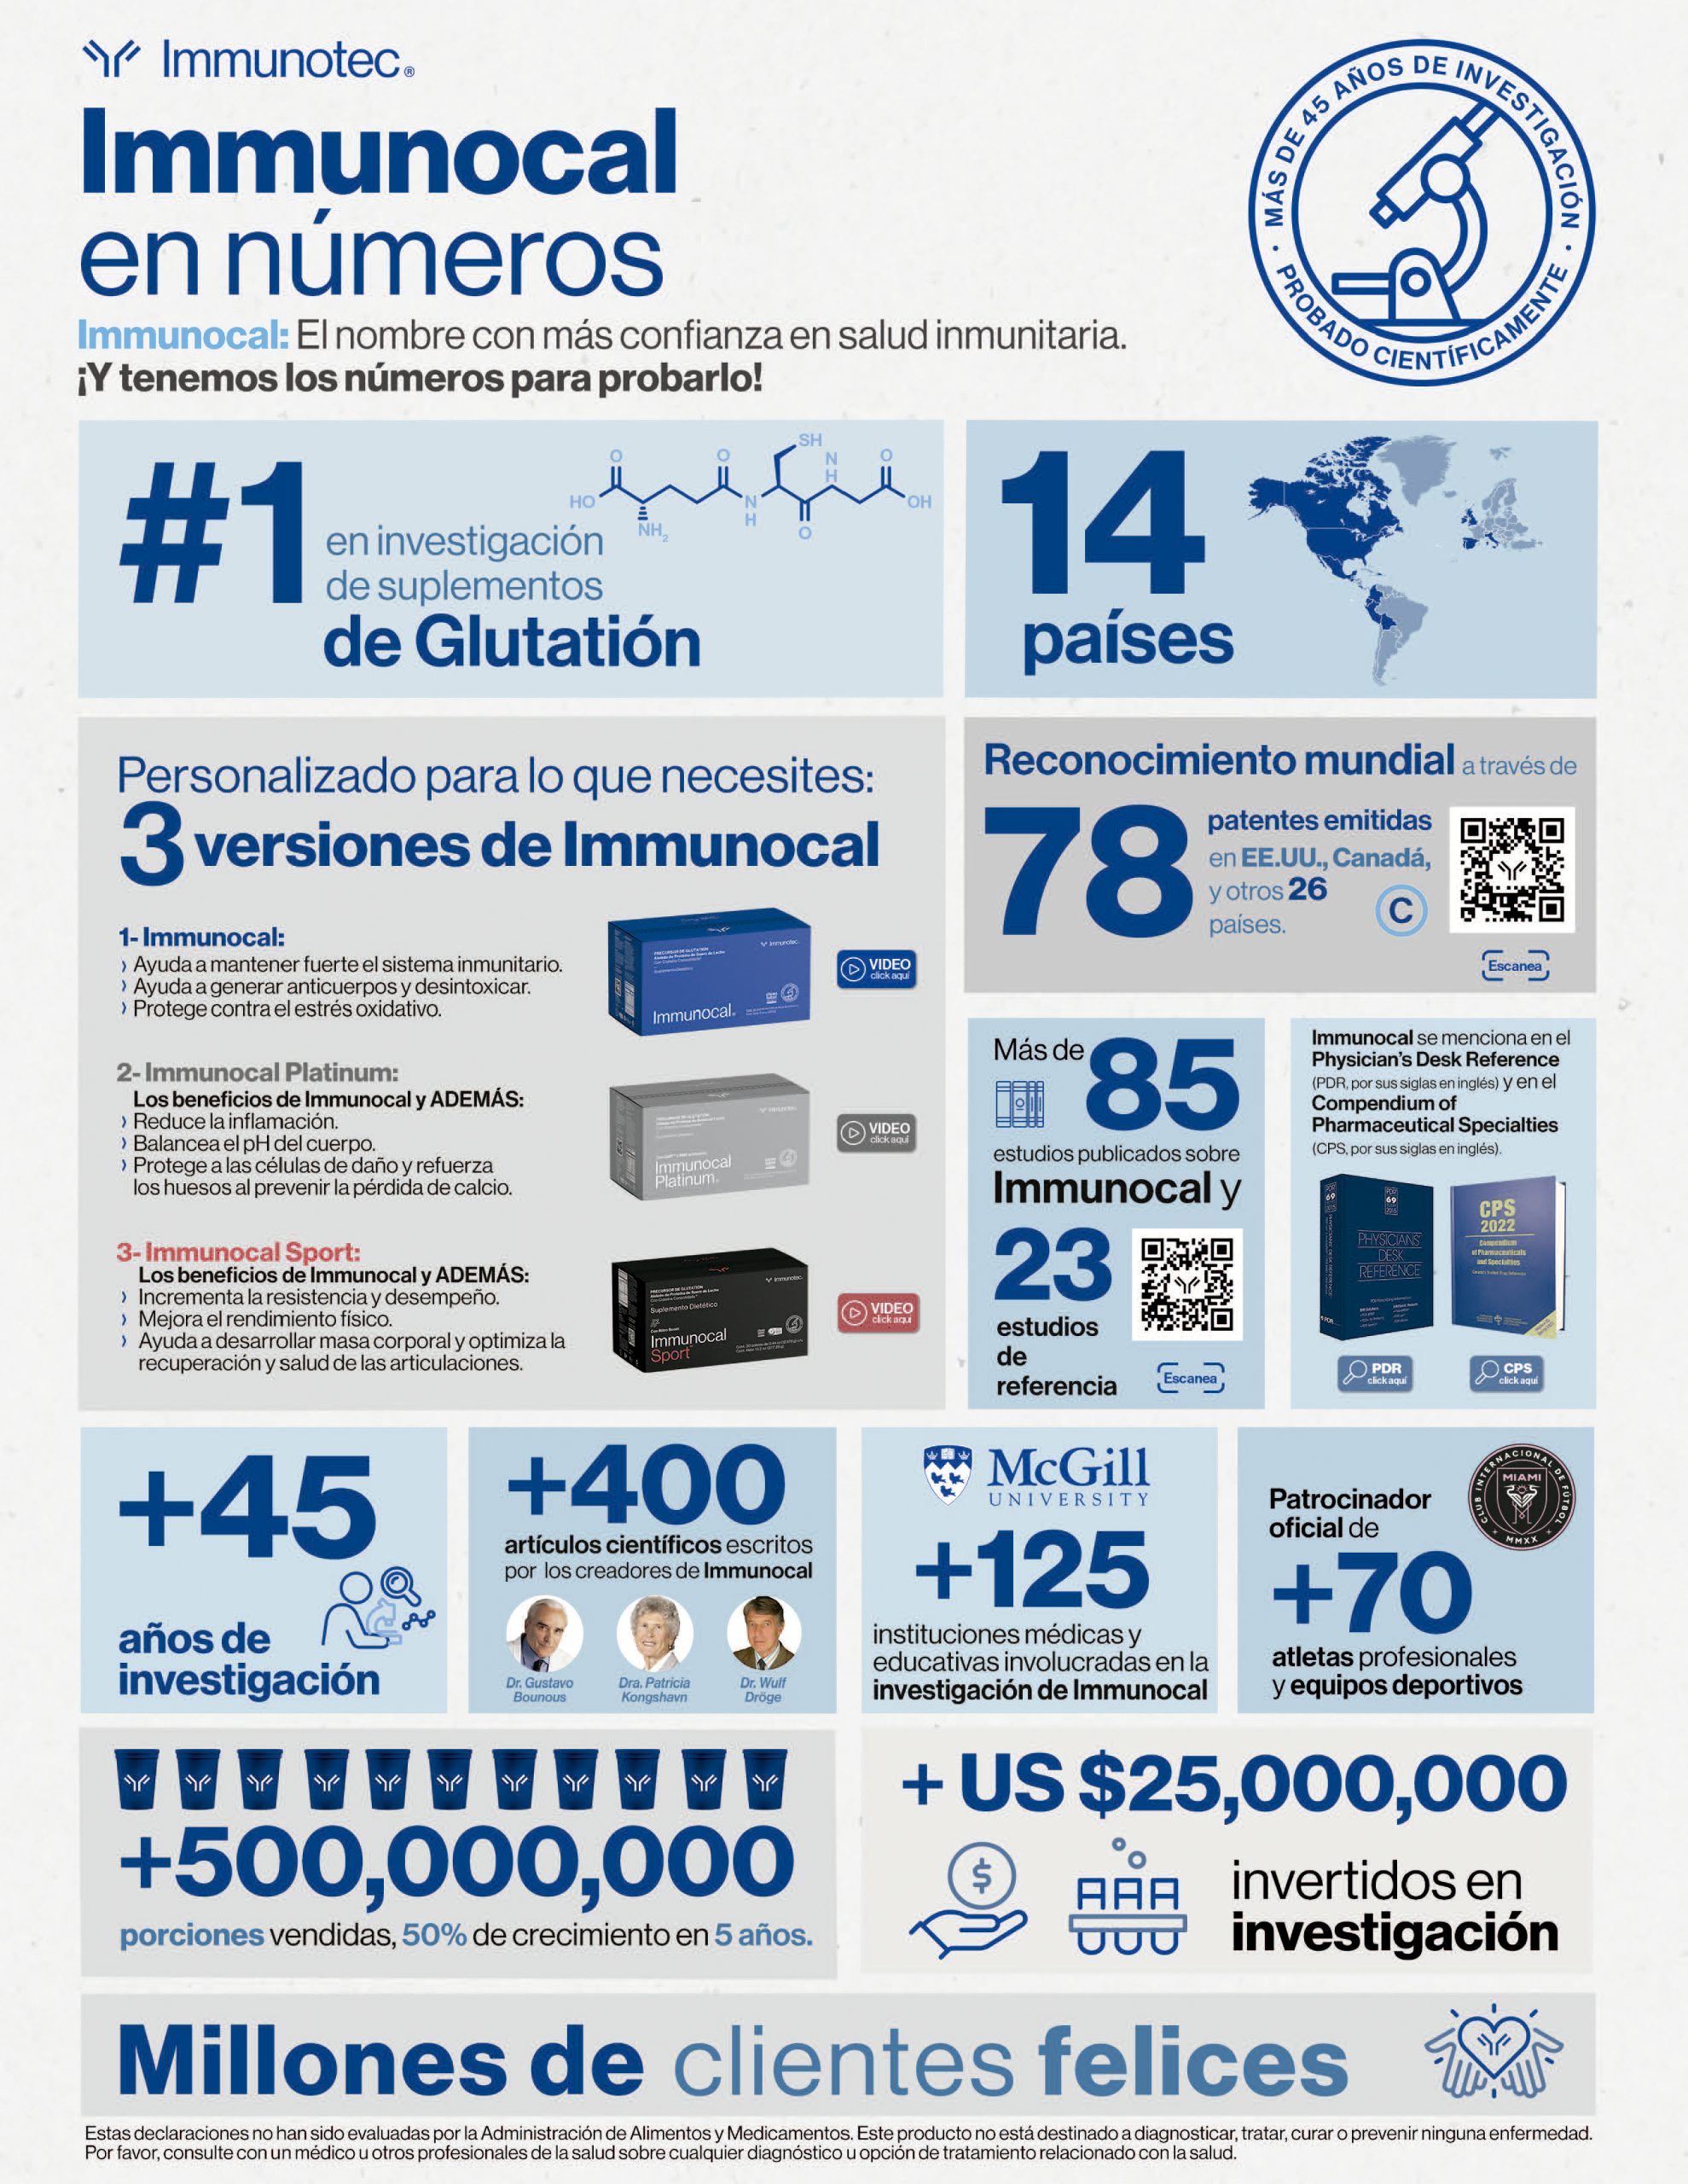 Immunotec®
Immunocal
en números
Immunocal: El nombre con más confianza en salud inmunitaria.
¡Y tenemos los números para probarlo!
· MÁS DE 45 AÑOS DE INVESTIGACIÓN ·
PROBADO CIENTÍFICAMENTE
#1
en investigación
de suplementos
de Glutatión
O
HO
NH2
O
N
H
SH
O
N
H
O
OH
14
países
Personalizado para lo que necesites:
3 versiones de Immunocal
1- Immunocal:
› Ayuda a mantener fuerte el sistema inmunitario.
› Ayuda a generar anticuerpos y desintoxicar.
› Protege contra el estrés oxidativo.
Immunotec.
Immunocal.
VIDEO
click aquí
2- Immunocal Platinum:
Los beneficios de Immunocal y ADEMÁS:
› Reduce la inflamación.
› Balancea el pH del cuerpo.
› Protege a las células de daño y refuerza
los huesos al prevenir la pérdida de calcio.
Immunocal
Platinum.
VIDEO
click aquí
3- Immunocal Sport:
Los beneficios de Immunocal y ADEMÁS:
› Incrementa la resistencia y desempeño.
› Mejora el rendimiento físico.
› Ayuda a desarrollar masa corporal y optimiza la
recuperación y salud de las articulaciones.
Immunotec.
Suplemento Dietético
Immunocal
Sport
VIDEO
click aquí
Reconocimiento mundial a través de
78
patentes emitidas
en EE.UU., Canadá,
y otros 26
países.
C
Escanea
Más de 85
estudios publicados sobre
Immunocal y
23
estudios
de
referencia
Escanea
Immunocal se menciona en el
Physician's Desk Reference
(PDR, por sus siglas en inglés) y en el
Compendium of
Pharmaceutical Specialties
(CPS, por sus siglas en inglés).
PDR
69
PHYSICIANS'
DESK
REFERENCE
CPS
2022
Compendium
of Pharmaceuticals
and Specialties
PDR
click aquí
CPS
click aquí
+45
años de
investigación
+400
artículos científicos escritos
por los creadores de Immunocal
Dr. Gustavo
Bounous
Dra. Patricia
Kongshavn
Dr. Wulf
Dröge
McGill
UNIVERSITY
+125
instituciones médicas y
educativas involucradas en la
investigación de Immunocal
Patrocinador
oficial de
CLUB INTERNACIONAL DE FÚTBOL
MIAMI
MMXX
+70
atletas profesionales
y equipos deportivos
+500,000,000
porciones vendidas, 50% de crecimiento en 5 años.
+ US $25,000,000
$
invertidos en
investigación
Millones de clientes felices
Estas declaraciones no han sido evaluadas por la Administración de Alimentos y Medicamentos. Este producto no está destinado a diagnosticar, tratar, curar o prevenir ninguna enfermedad.
Por favor, consulte con un médico u otros profesionales de la salud sobre cualquier diagnóstico u opción de tratamiento relacionado con la salud.